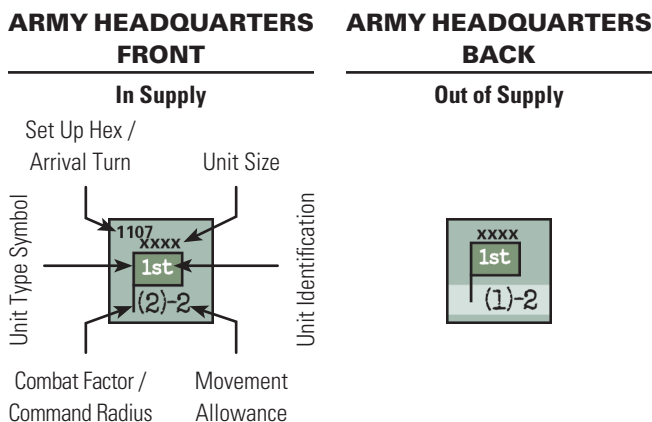 ARMY HEADQUARTERS
FRONT
In Supply
Set Up Hex /
Arrival Turn
Unit Size
Unit Type Symbol
1107
xxxx
1st
(2)-2
Unit Identification
Combat Factor /
Command Radius
Movement
Allowance
ARMY HEADQUARTERS
BACK
Out of Supply
xxxx
1st
(1)-2